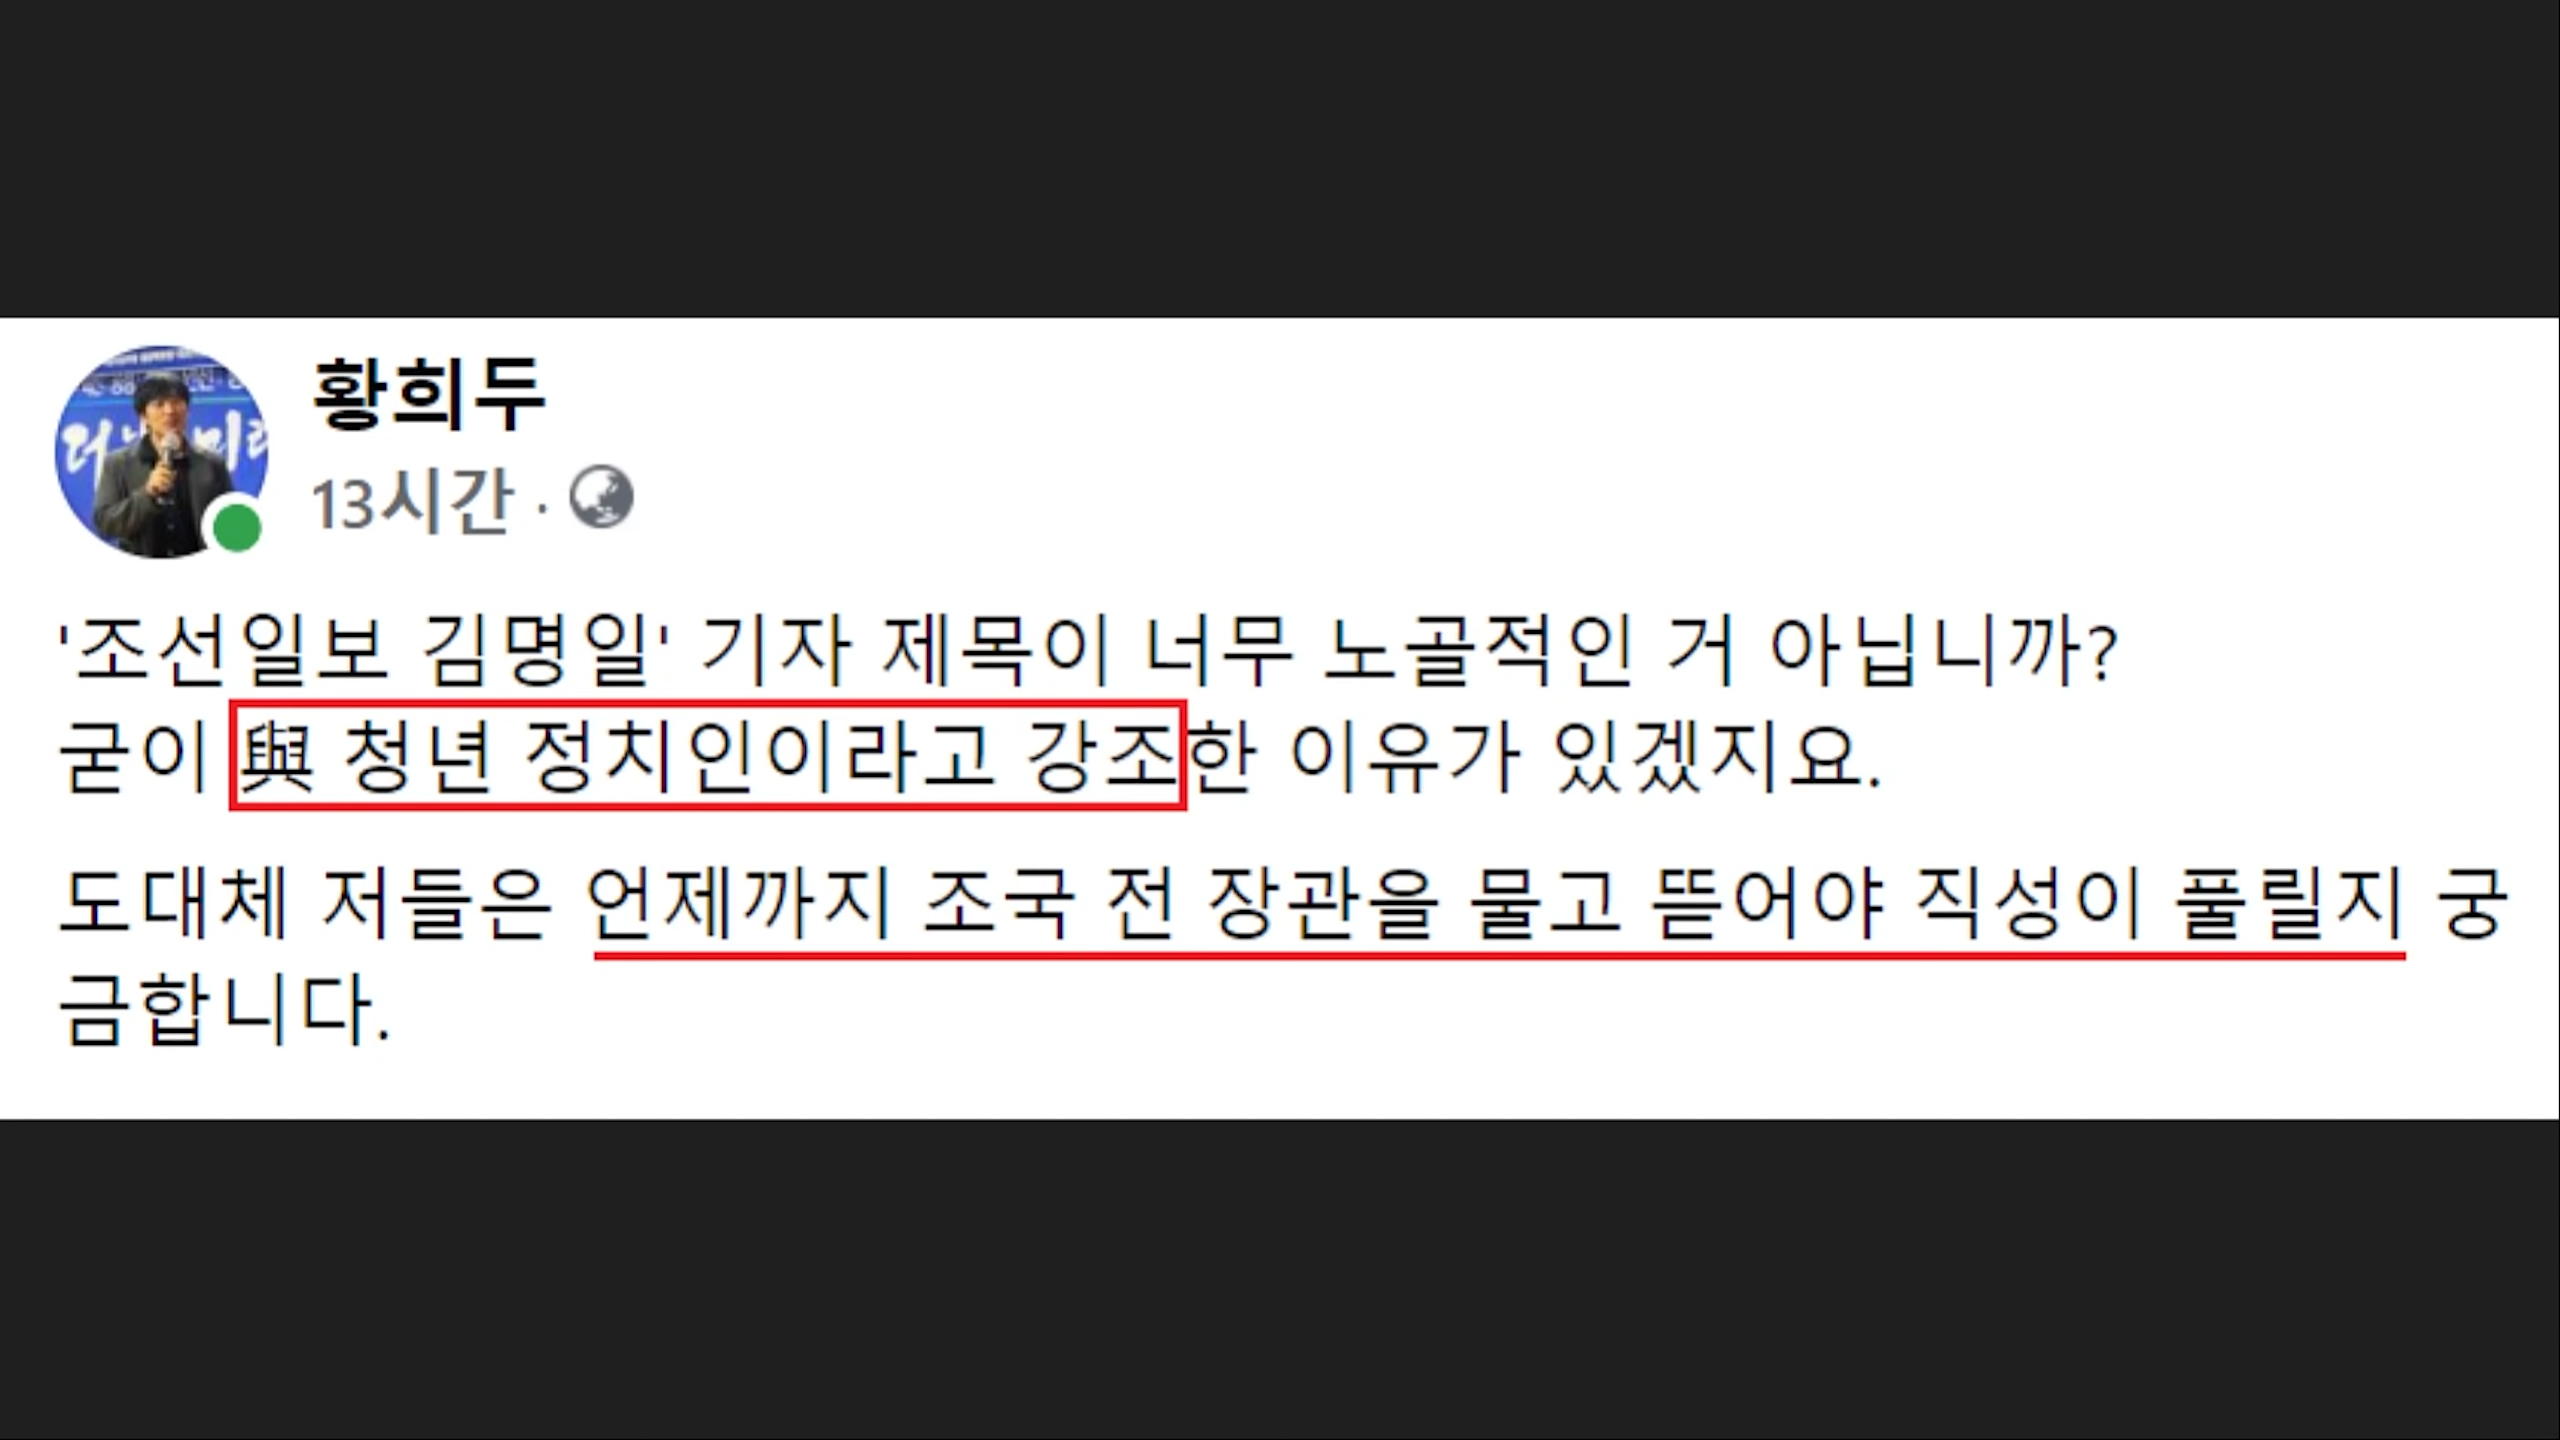 황희두
13시간 ·
'조선일보 김명일' 기자 제목이 너무 노골적인 거 아닙니까?
굳이 與 청년 정치인이라고 강조한 이유가 있겠지요.
도대체 저들은 언제까지 조국 전 장관을 물고 뜯어야 직성이 풀릴지 궁
금합니다.